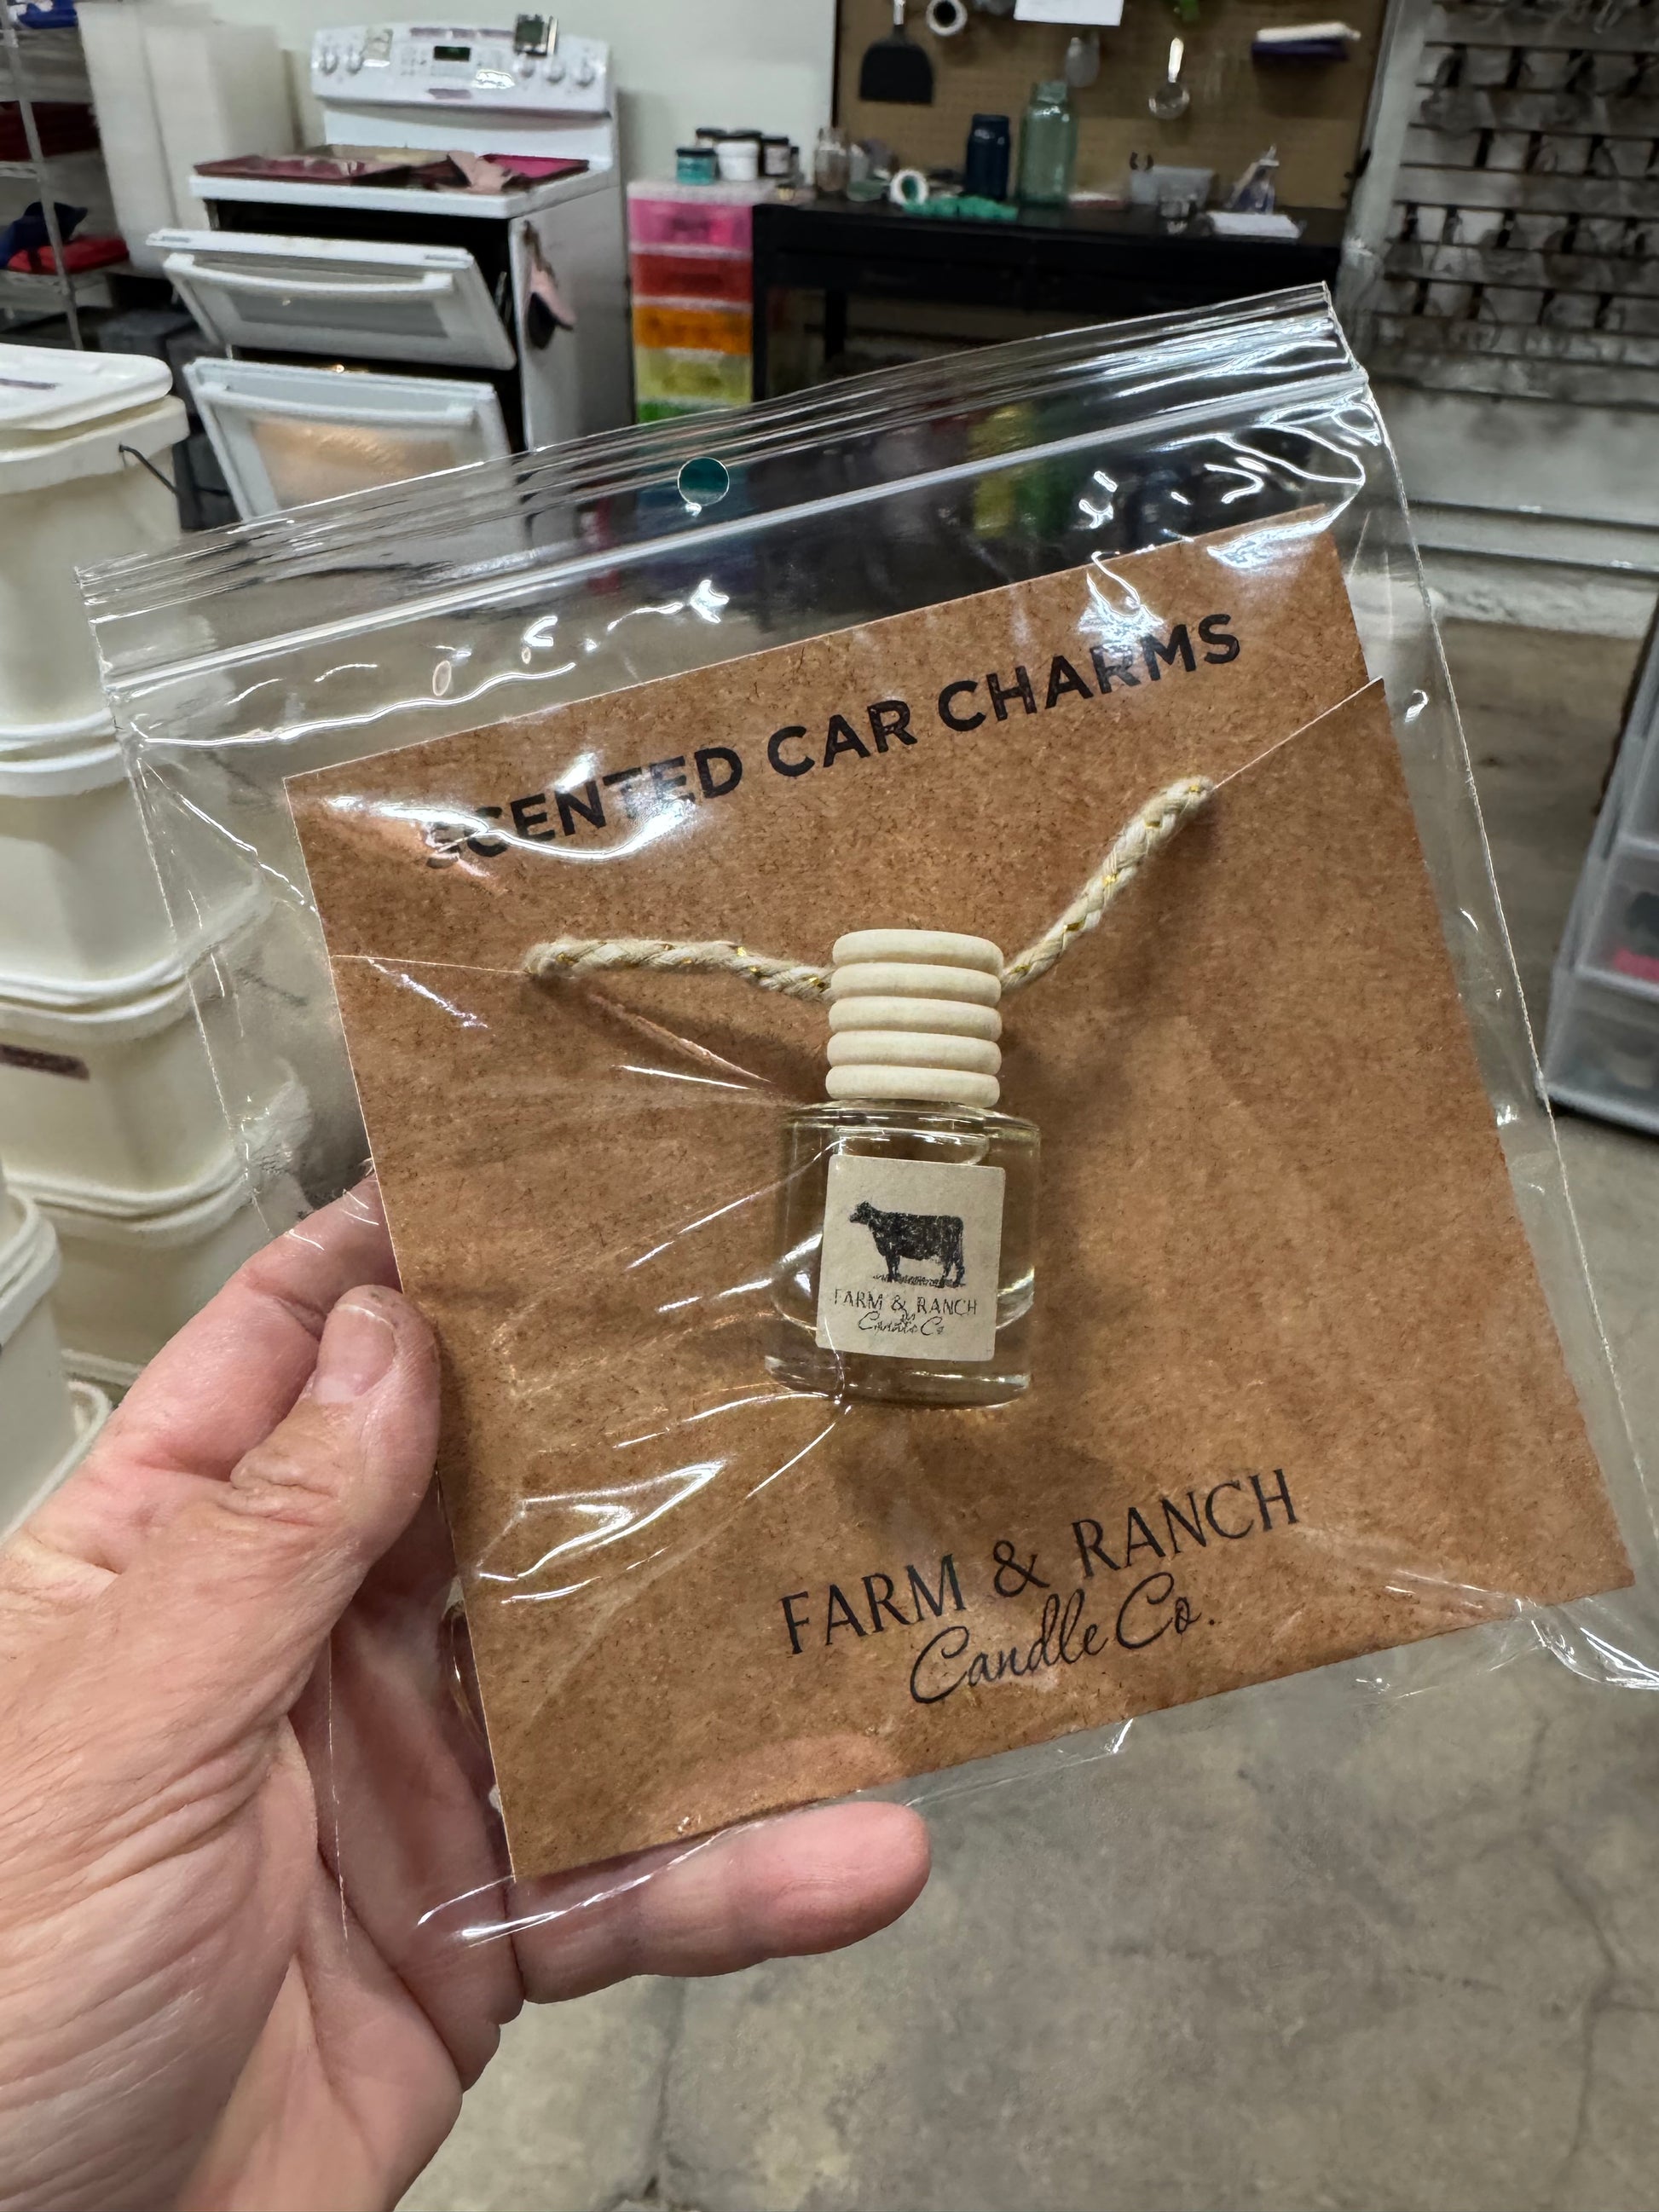 SCENTED CAR CHARMS
FARM & RANCH
Candle Co
FARM & RANCH
Candle Co.